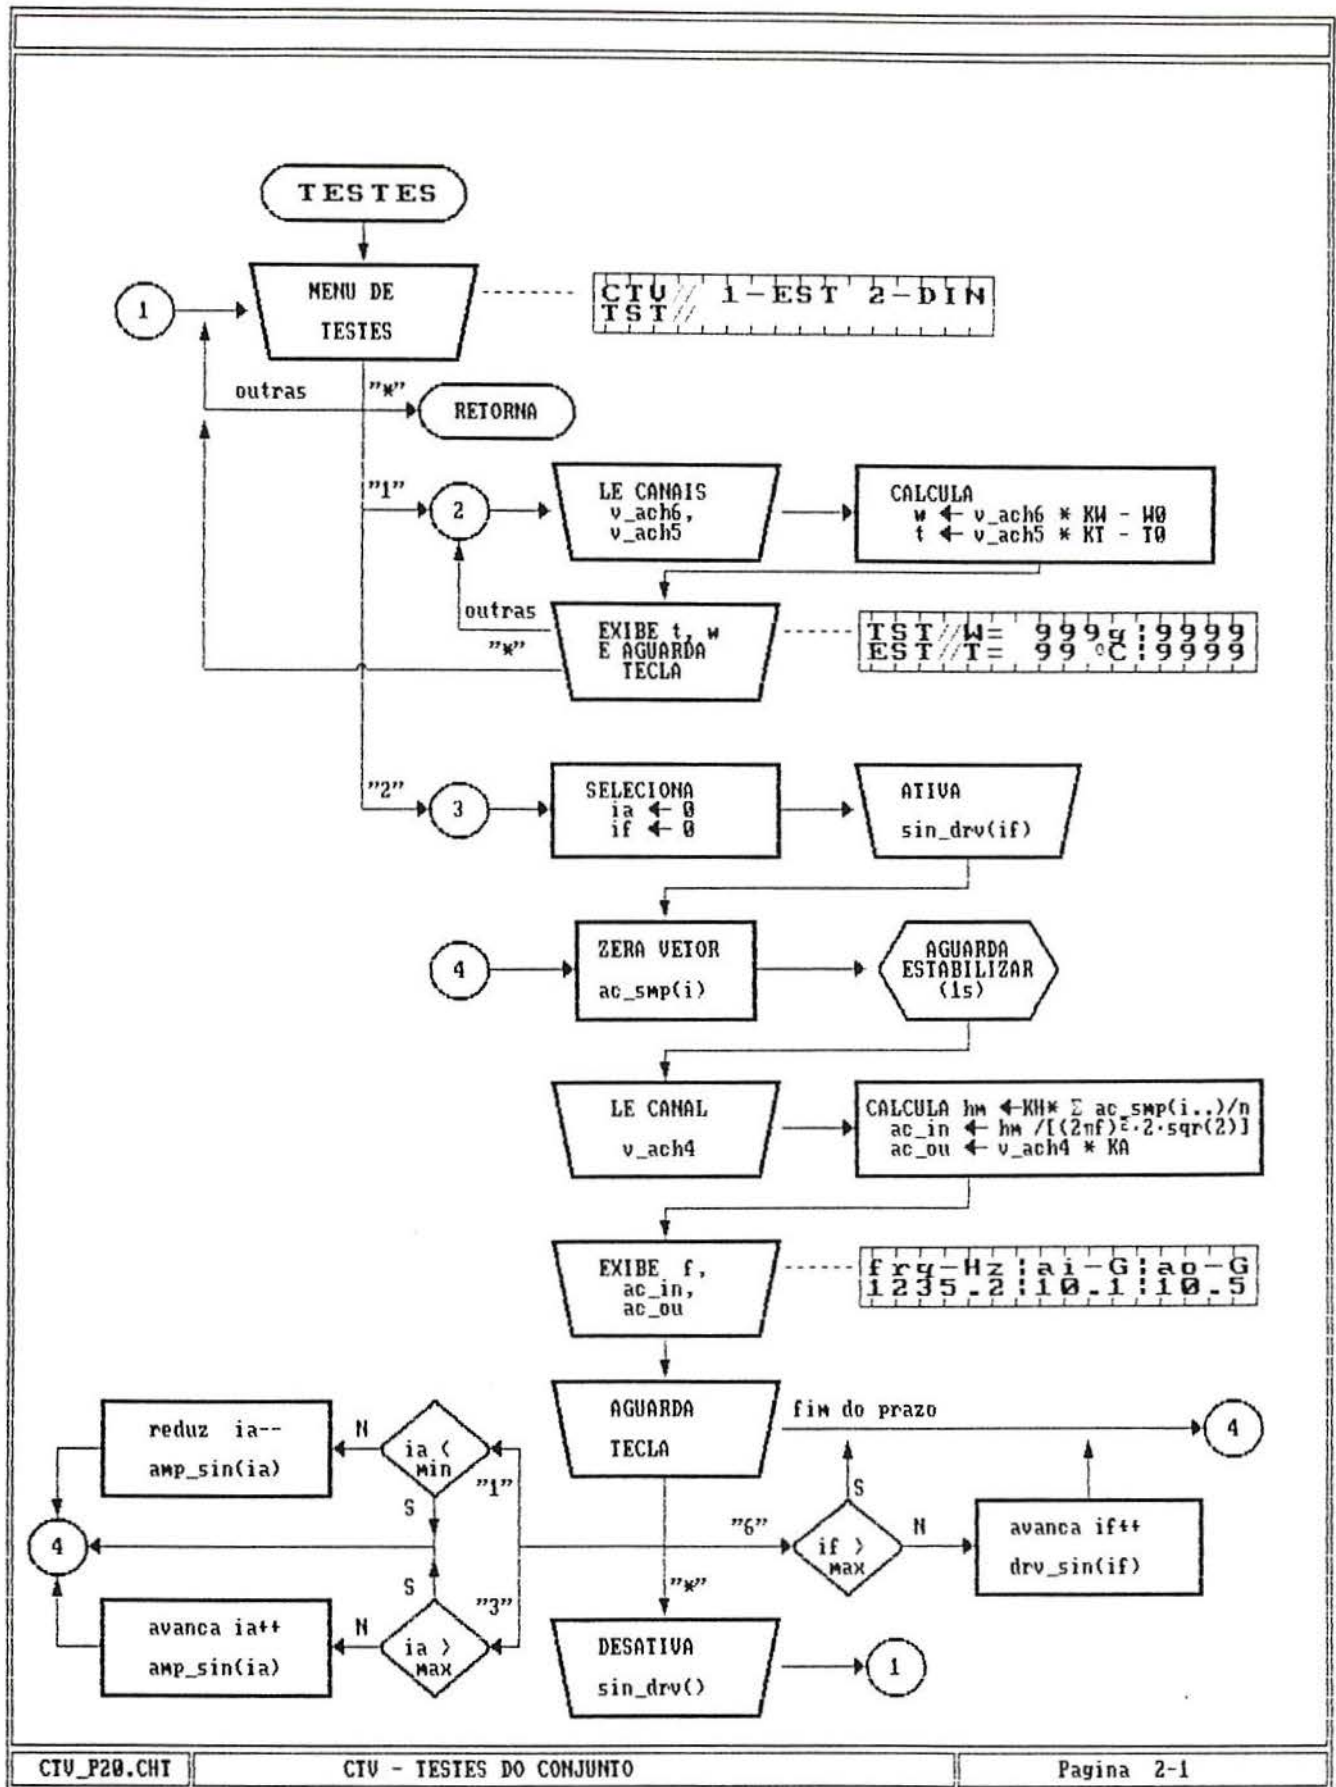 TESTES
MENU DE
TESTES
CTV// 1-EST 2-DIN
TST//
1
outras
"*"
RETORNA
"1"
2
LE CANAIS
v_ach6,
v_ach5
CALCULA
w ← v_ach6 * KW - W0
t ← v_ach5 * KT - T0
outras
"*"
EXIBE t, w
E AGUARDA
TECLA
TST//W= 999g¦9999
EST//T= 99 °C¦9999
"2"
3
SELECIONA
ia ← 0
if ← 0
ATIVA
sin_drv(if)
4
ZERA VETOR
ac_smp(i)
AGUARDA
ESTABILIZAR
(1s)
LE CANAL
v_ach4
CALCULA hm ←KH* Σ ac_smp(i..)/n
ac_in ← hm /[(2πf)²·2·sqr(2)]
ac_ou ← v_ach4 * KA
EXIBE f,
ac_in,
ac_ou
frq-Hz¦ai-G¦ao-G
1235.2¦10.1¦10.5
AGUARDA
TECLA
fim do prazo
4
reduz ia--
amp_sin(ia)
N
ia <
min
"1"
S
4
"6"
if >
max
S
N
avanca if++
drv_sin(if)
S
"3"
"*"
avanca ia++
amp_sin(ia)
N
ia >
max
DESATIVA
sin_drv()
1
CTV_P20.CHT
CTV - TESTES DO CONJUNTO
Pagina 2-1